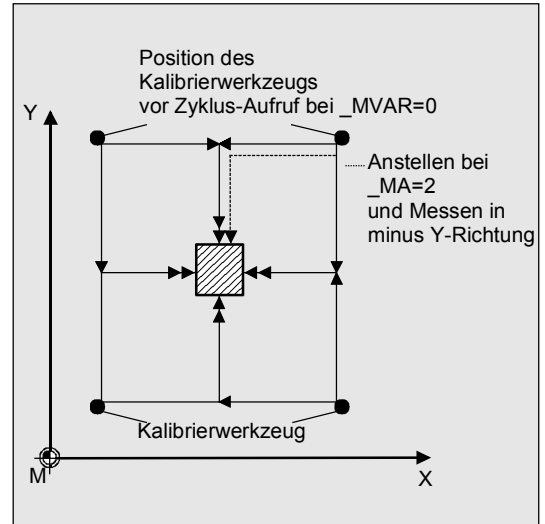 Position des
Kalibrierwerkzeugs
vor Zyklus-Aufruf bei _MVAR=0
Y
Anstellen bei
_MA=2
und Messen in
minus Y-Richtung
Kalibrierwerkzeug
M
X